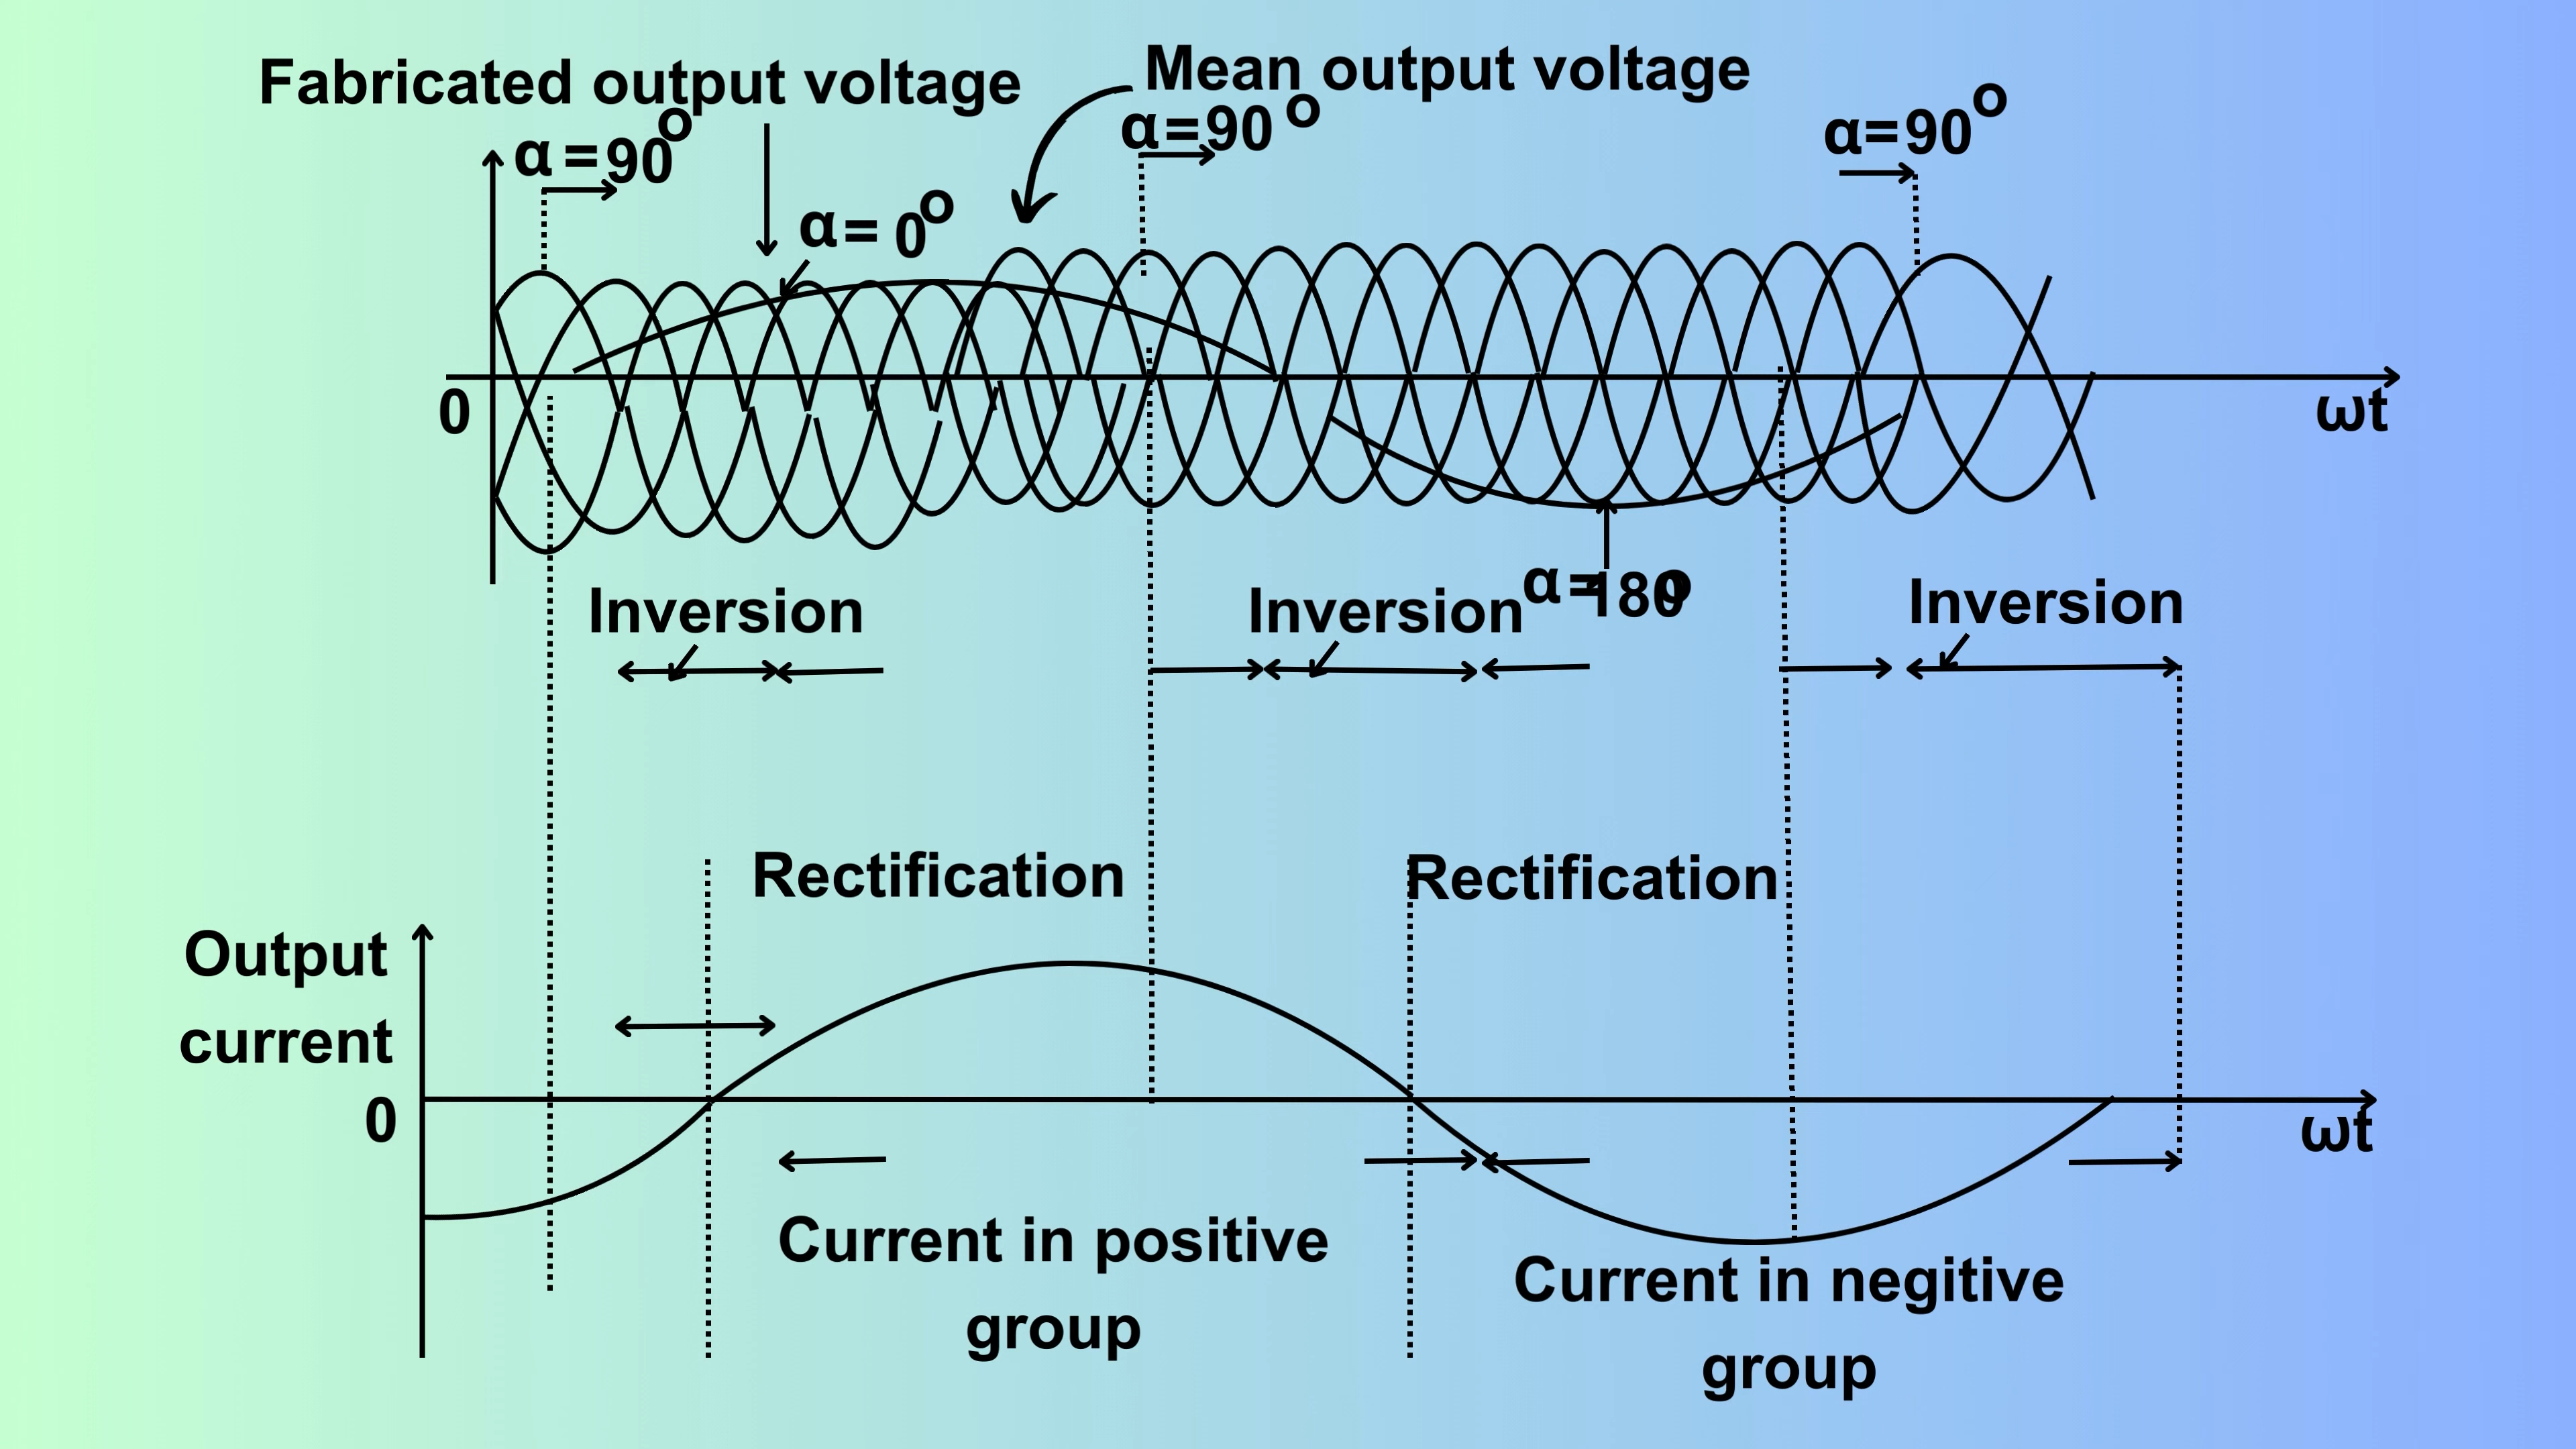 Fabricated output voltage
Mean output voltage
α=90°
α=90°
α=90°
α=0°
0
ωt
α=180°
Inversion
Inversion
Inversion
Rectification
Rectification
Output
current
0
ωt
Current in positive
group
Current in negitive
group